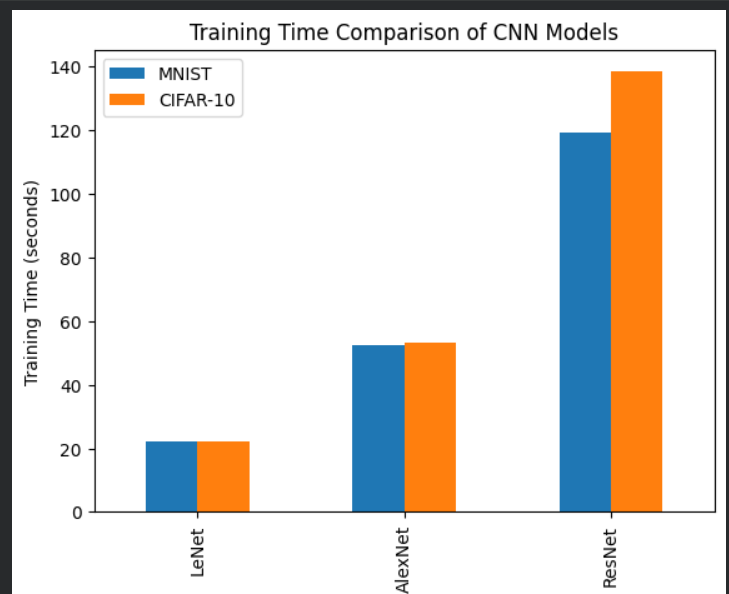 Training Time Comparison of CNN Models
MNIST
CIFAR-10
Training Time (seconds)
140
120
100
80
60
40
20
0
LeNet
AlexNet
ResNet